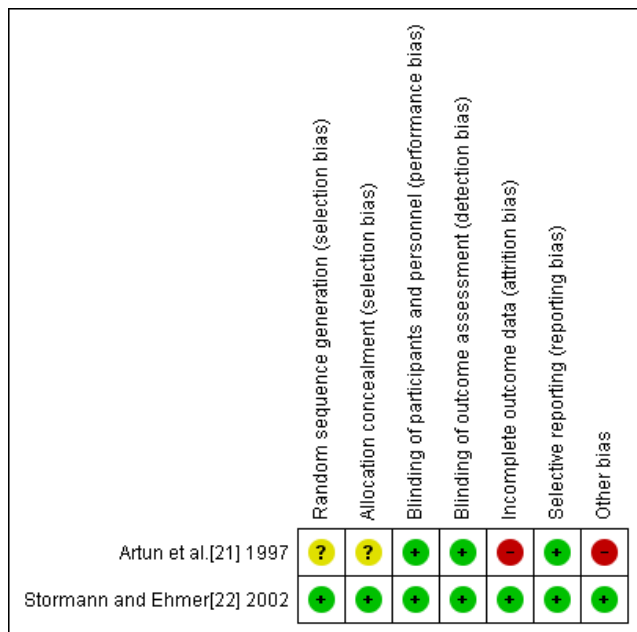 Random sequence generation (selection bias)
Allocation concealment (selection bias)
Blinding of participants and personnel (performance bias)
Blinding of outcome assessment (detection bias)
Incomplete outcome data (attrition bias)
Selective reporting (reporting bias)
Other bias
Artun et al.[21] 1997 ? ? + + - + -
Stormann and Ehmer[22] 2002 + + + + + + +